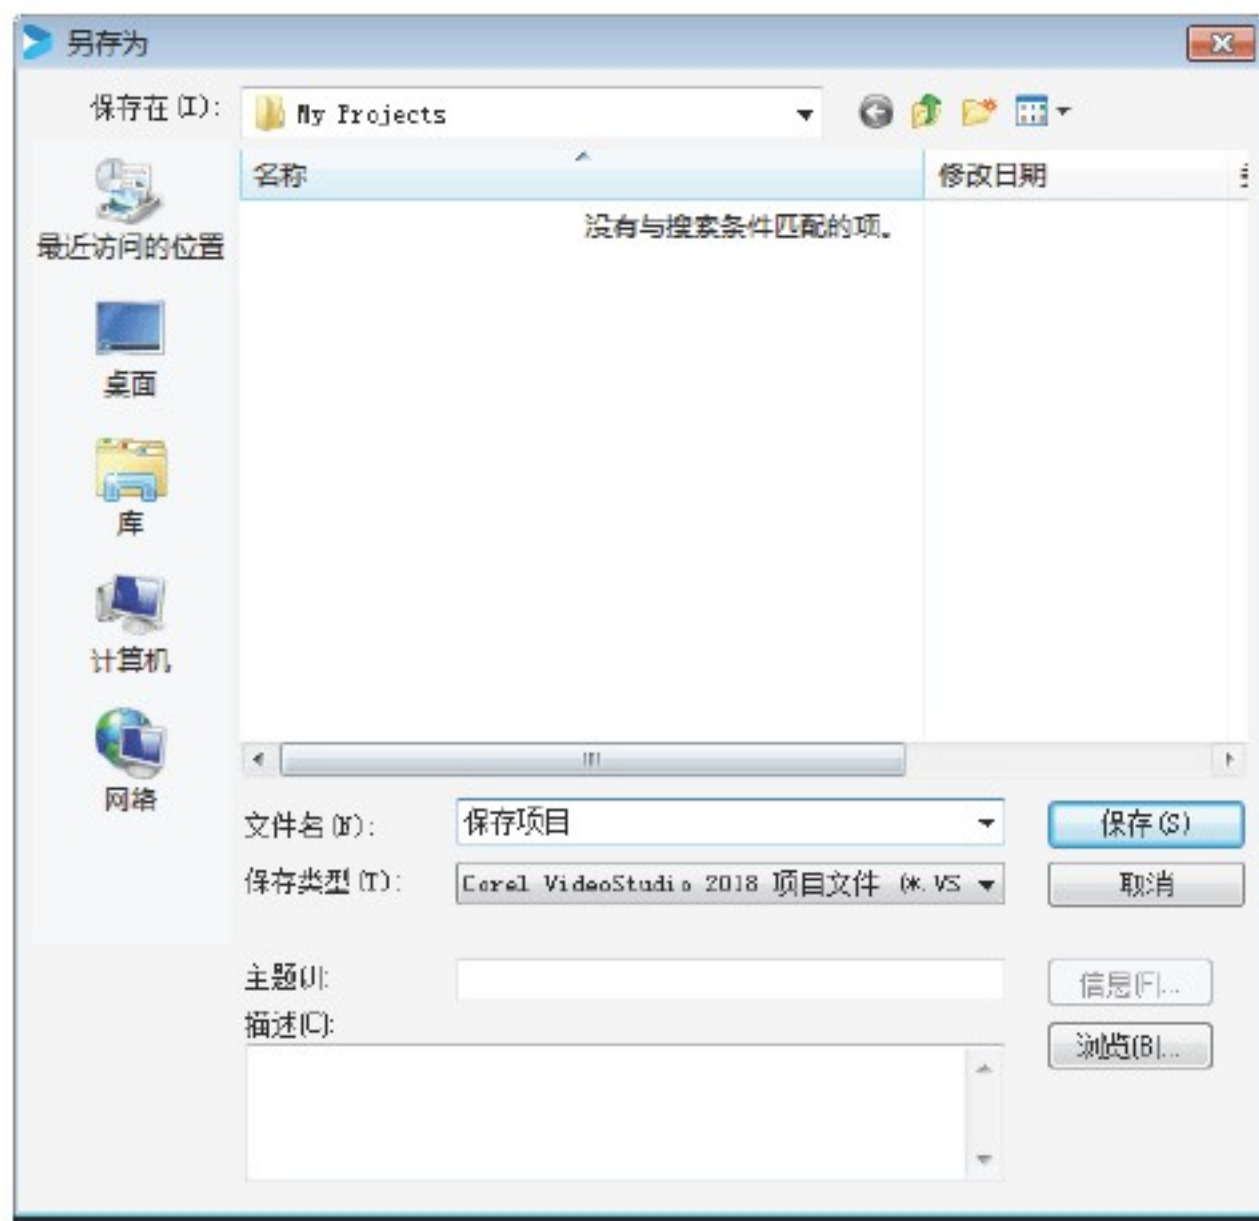 另存为
保存在(I):
My Projects
名称
修改日期
没有与搜索条件匹配的项。
最近访问的位置
桌面
库
计算机
网络
文件名(N):
保存项目
保存(S)
保存类型(T):
Corel VideoStudio 2018 项目文件 (*.VS
取消
主题(J):
信息(F)...
描述(C):
浏览(B)...